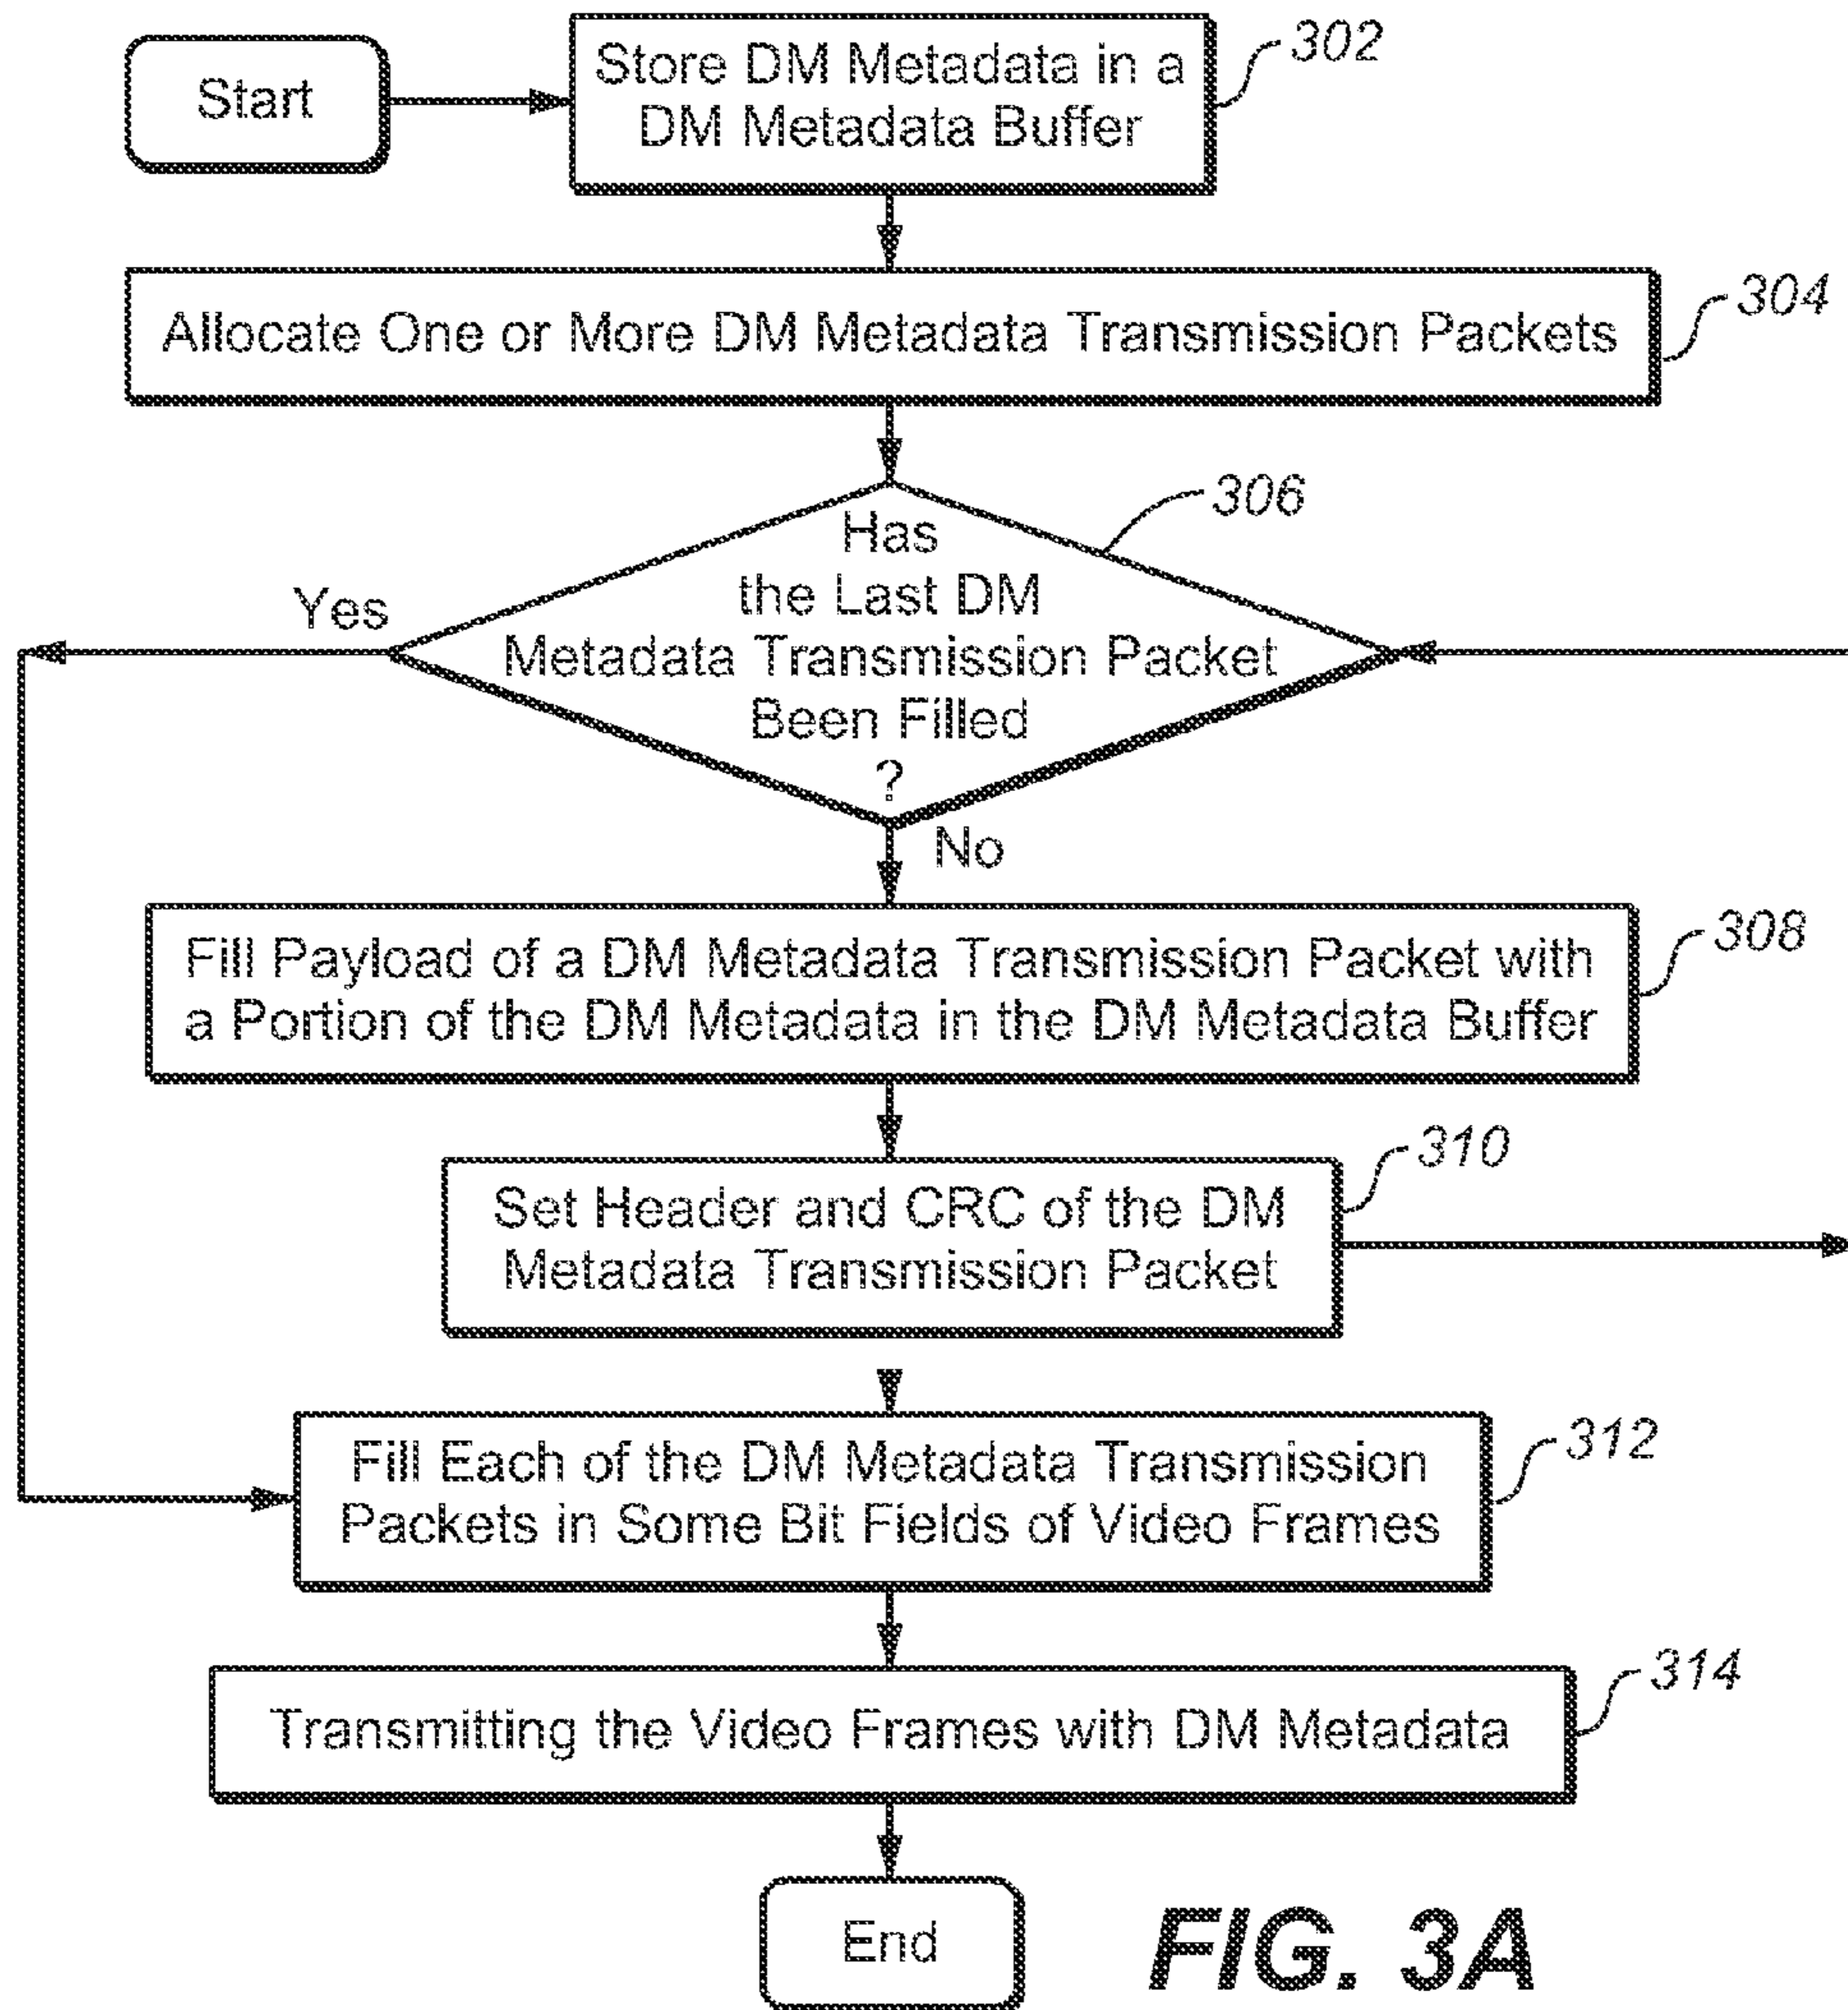 Start
Store DM Metadata in a
DM Metadata Buffer
302
Allocate One or More DM Metadata Transmission Packets
304
306
Has
the Last DM
Metadata Transmission Packet
Been Filled
?
Yes
No
Fill Payload of a DM Metadata Transmission Packet with
a Portion of the DM Metadata in the DM Metadata Buffer
308
Set Header and CRC of the DM
Metadata Transmission Packet
310
Fill Each of the DM Metadata Transmission
Packets in Some Bit Fields of Video Frames
312
Transmitting the Video Frames with DM Metadata
314
End
FIG. 3A